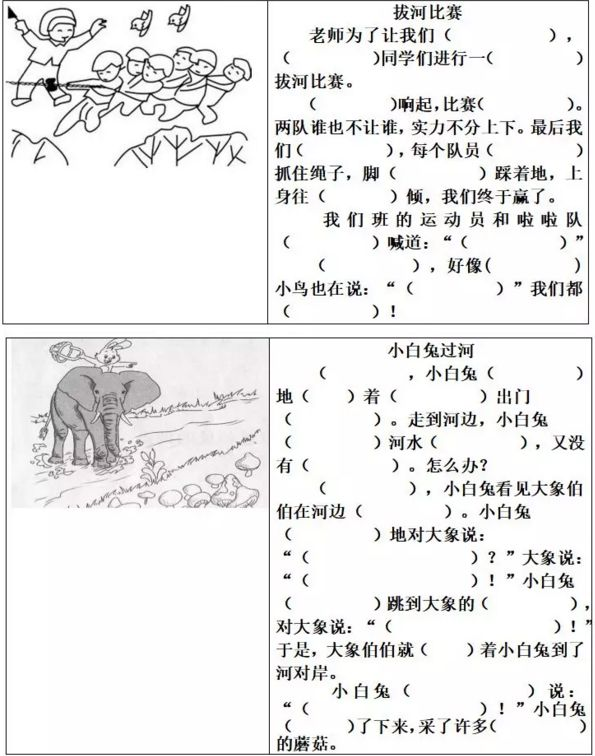 拔河比赛
老师为了让我们（　　　　　），
（　　　　）同学们进行一（　　　　）
拔河比赛。
（　　　　）响起，比赛（　　　　）。
两队谁也不让谁，实力不分上下。最后我
们（　　　　），每个队员（　　　　）
抓住绳子，脚（　　　　）踩着地，上
身往（　　　　）倾，我们终于赢了。
我们班的运动员和啦啦队
（　　　　）喊道：“（　　　　　）”
（　　　　），好像（　　　　）
小鸟也在说：“（　　　　）”我们都
（　　　　）！
小白兔过河
（　　　　，小白兔（　　　　）
地（　　）着（　　　　）出门
（　　　　）。走到河边，小白兔
（　　　　）河水（　　　　），又没
有（　　　　）。怎么办？
（　　　　），小白兔看见大象伯
伯在河边（　　　　）。小白兔
（　　　　）地对大象说：
“（　　　　　　　　）？”大象说：
“（　　　　　　　　）！”小白兔
（　　　　）跳到大象的（　　　　），
对大象说：“（　　　　　　　　）！”
于是，大象伯伯就（　　）着小白兔到了
河对岸。
小白兔（　　　　　）说：
“（　　　　　　　　）！”小白兔
（　　　）了下来，采了许多（　　　　）
的蘑菇。